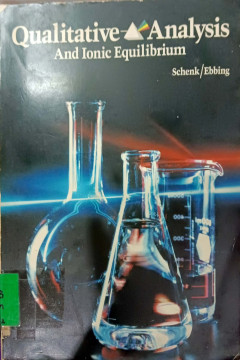 Qualitative Analysis
And Ionic Equilibrium
Schenk/Ebbing